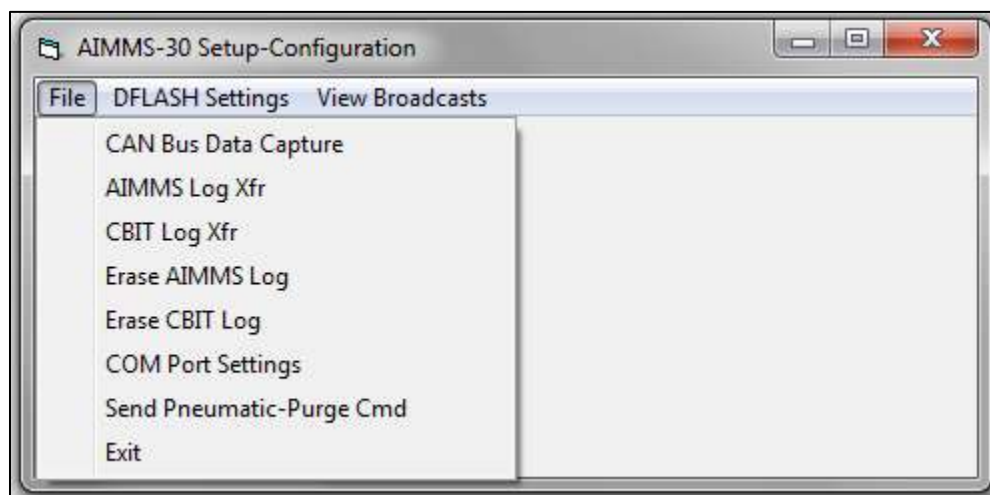 AIMMS-30 Setup-Configuration
File DFLASH Settings View Broadcasts
CAN Bus Data Capture
AIMMS Log Xfr
CBIT Log Xfr
Erase AIMMS Log
Erase CBIT Log
COM Port Settings
Send Pneumatic-Purge Cmd
Exit